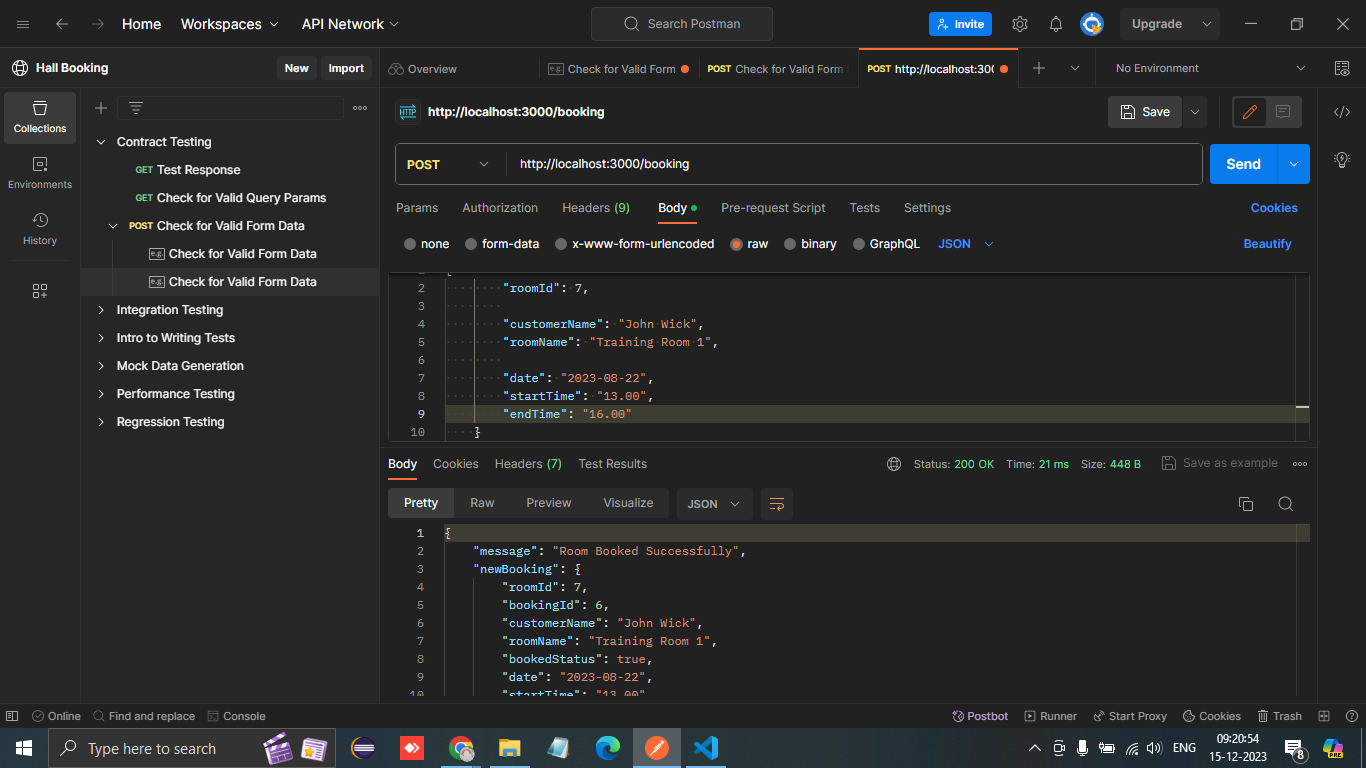 Home Workspaces API Network Search Postman Invite Upgrade
Hall Booking New Import Overview e.g. Check for Valid Form POST Check for Valid Form POST http://localhost:300 No Environment
HTTP http://localhost:3000/booking Save
Collections
Environments
History
Contract Testing
GET Test Response
GET Check for Valid Query Params
POST Check for Valid Form Data
e.g. Check for Valid Form Data
e.g. Check for Valid Form Data
Integration Testing
Intro to Writing Tests
Mock Data Generation
Performance Testing
Regression Testing
POST http://localhost:3000/booking Send
Params Authorization Headers (9) Body Pre-request Script Tests Settings Cookies
none form-data x-www-form-urlencoded raw binary GraphQL JSON Beautify
2 "roomId": 7,
3
4 "customerName": "John Wick",
5 "roomName": "Training Room 1",
6
7 "date": "2023-08-22",
8 "startTime": "13.00",
9 "endTime": "16.00"
10 }
Body Cookies Headers (7) Test Results Status: 200 OK Time: 21 ms Size: 448 B Save as example
Pretty Raw Preview Visualize JSON
1 {
2 "message": "Room Booked Successfully",
3 "newBooking": {
4 "roomId": 7,
5 "bookingId": 6,
6 "customerName": "John Wick",
7 "roomName": "Training Room 1",
8 "bookedStatus": true,
9 "date": "2023-08-22",
10 "startTime": "13.00"
Online Find and replace Console Postbot Runner Start Proxy Cookies Trash
Type here to search ENG 09:20:54
15-12-2023 8 PRE